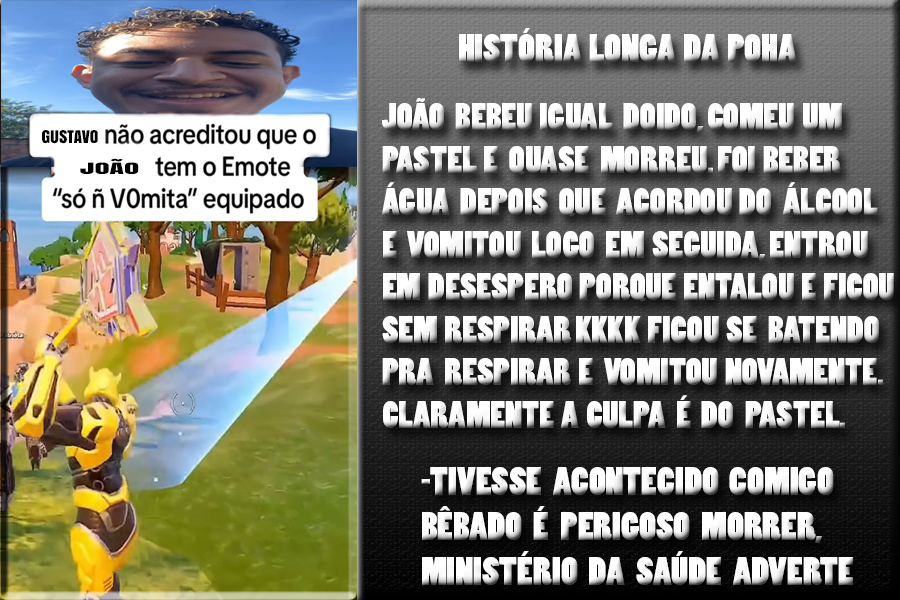 GUSTAVO não acreditou que o
JOÃO tem o Emote
"só ñ V0mita" equipado
HISTÓRIA LONGA DA POHA
JOÃO BEBEU IGUAL DOIDO, COMEU UM
PASTEL E QUASE MORREU. FOI BEBER
ÁGUA DEPOIS QUE ACORDOU DO ÁLCOOL
E VOMITOU LOGO EM SEGUIDA, ENTROU
EM DESESPERO PORQUE ENTALOU E FICOU
SEM RESPIRAR KKKK FICOU SE BATENDO
PRA RESPIRAR E VOMITOU NOVAMENTE.
CLARAMENTE A CULPA É DO PASTEL.
-TIVESSE ACONTECIDO COMIGO
BÊBADO É PERIGOSO MORRER,
MINISTÉRIO DA SAÚDE ADVERTE